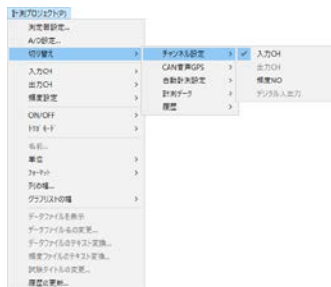 計測プロジェクト(P)
測定器設定...
A/D設定...
切り替え
入力CH
出力CH
頻度設定
ON/OFF
ﾄﾘｶﾞ ﾓｰﾄﾞ
名前...
単位
ﾌｫｰﾏｯﾄ
列の幅...
グラフリストの幅
データファイルを表示
データファイル名の変更...
データファイルのテキスト変換...
頻度ファイルのテキスト変換...
試験タイトルの変更...
履歴の更新...
チャンネル設定
CAN音声GPS
自動計測設定
計測データ
履歴
入力CH
出力CH
頻度NO
デジタル入出力